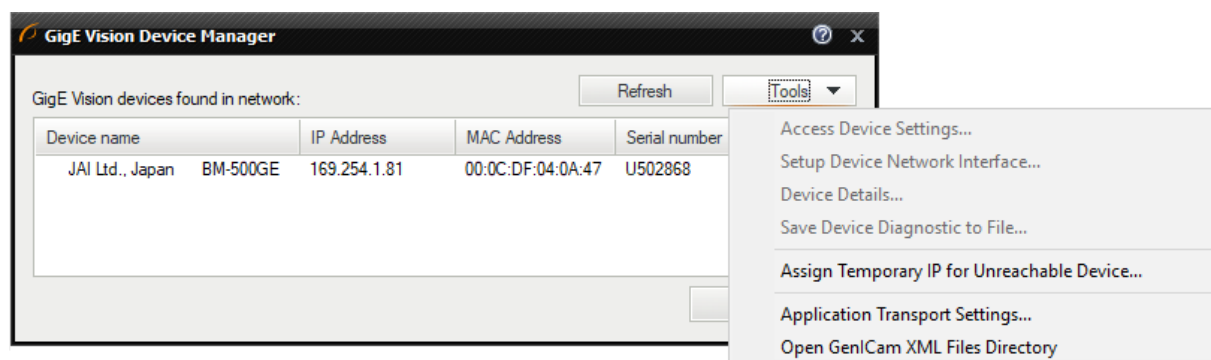 GigE Vision Device Manager
GigE Vision devices found in network:
Refresh
Tools
Device name IP Address MAC Address Serial number
JAI Ltd., Japan BM-500GE 169.254.1.81 00:0C:DF:04:0A:47 U502868
Access Device Settings...
Setup Device Network Interface...
Device Details...
Save Device Diagnostic to File...
Assign Temporary IP for Unreachable Device...
Application Transport Settings...
Open GenICam XML Files Directory